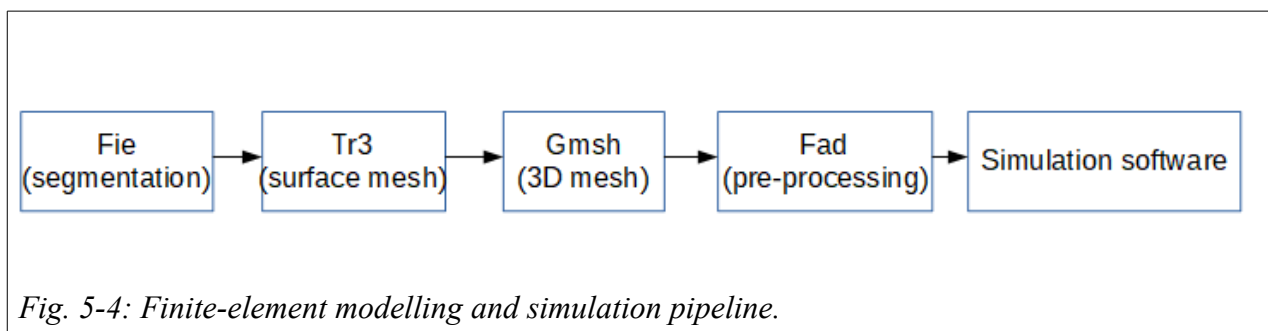 Fie
(segmentation)
Tr3
(surface mesh)
Gmsh
(3D mesh)
Fad
(pre-processing)
Simulation software
Fig. 5-4: Finite-element modelling and simulation pipeline.